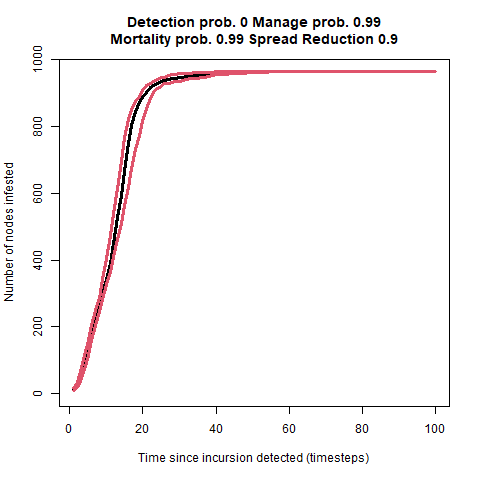 Detection prob. 0 Manage prob. 0.99
Mortality prob. 0.99 Spread Reduction 0.9
Number of nodes infested
1000
800
600
400
200
0
0 20 40 60 80 100
Time since incursion detected (timesteps)